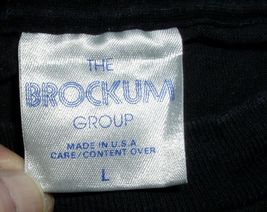 THE
BROCKUM
GROUP
MADE IN U.S.A
CARE/CONTENT OVER
L